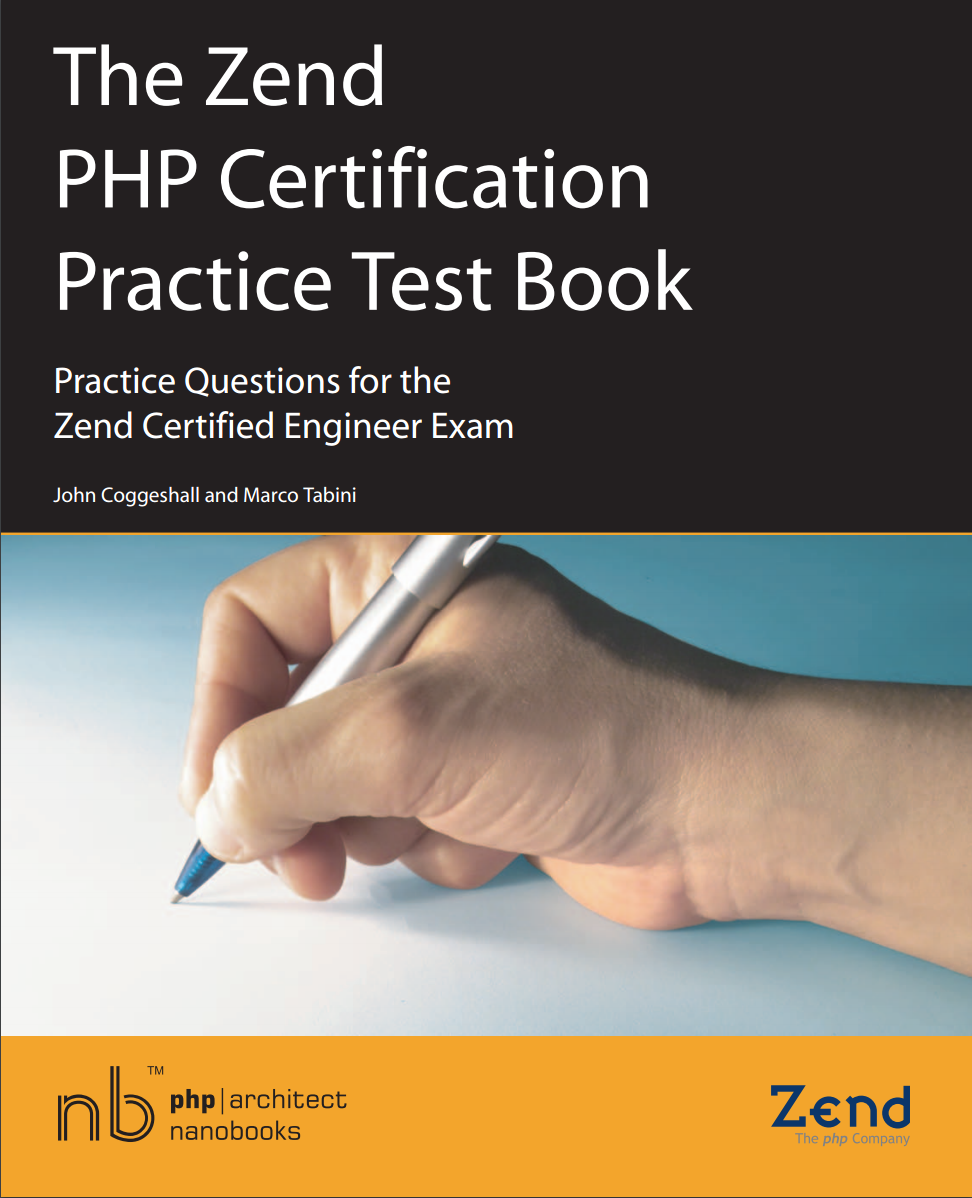 The Zend
PHP Certification
Practice Test Book
Practice Questions for the
Zend Certified Engineer Exam
John Coggeshall and Marco Tabini
nb™
php|architect
nanobooks
Zend
The php Company